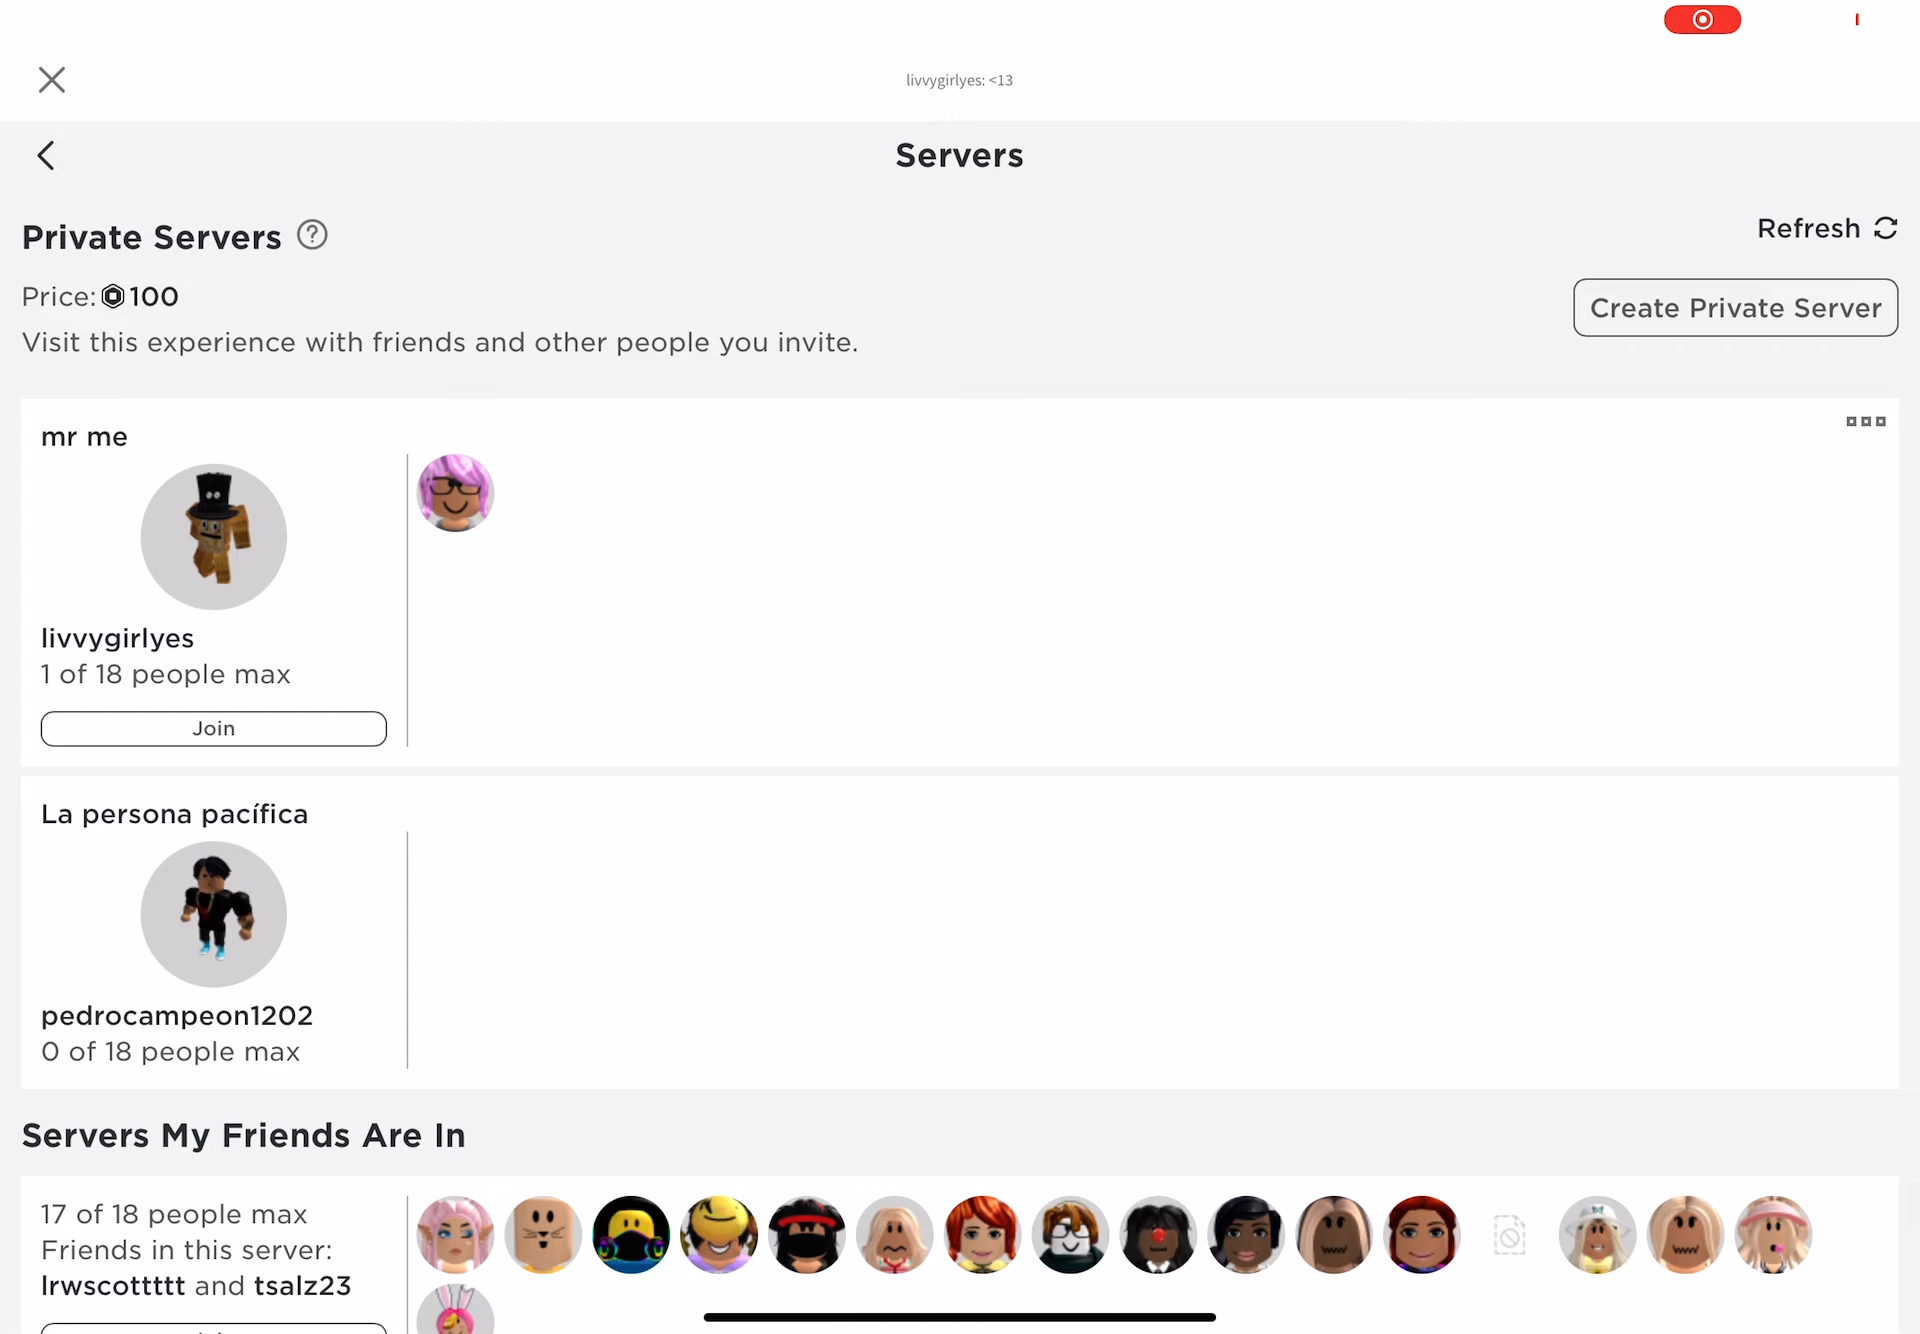 livvygirlyes: <13
Servers
Private Servers
Refresh
Price: 100
Create Private Server
Visit this experience with friends and other people you invite.
mr me
livvygirlyes
1 of 18 people max
Join
La persona pacífica
pedrocampeon1202
0 of 18 people max
Servers My Friends Are In
17 of 18 people max
Friends in this server:
lrwscottttt and tsalz23